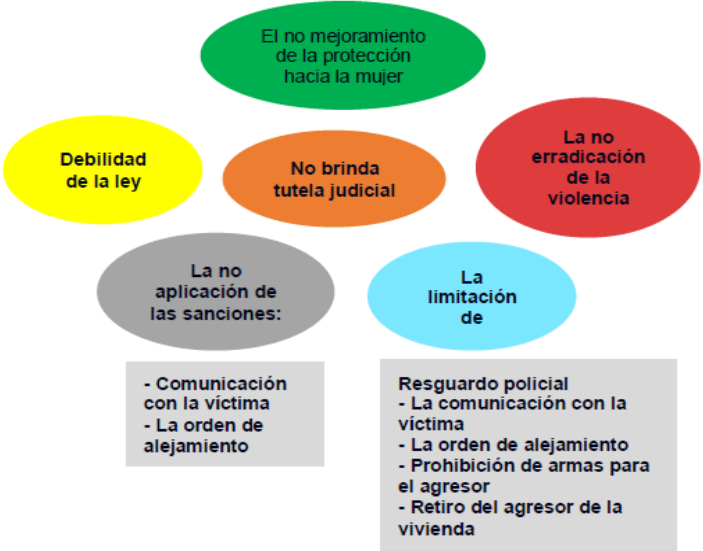 El no mejoramiento
de la protección
hacia la mujer
Debilidad
de la ley
No brinda
tutela judicial
La no
erradicación
de la
violencia
La no
aplicación de
las sanciones:
La
limitación
de
- Comunicación
con la víctima
- La orden de
alejamiento
Resguardo policial
- La comunicación con la
víctima
- La orden de alejamiento
- Prohibición de armas para
el agresor
- Retiro del agresor de la
vivienda